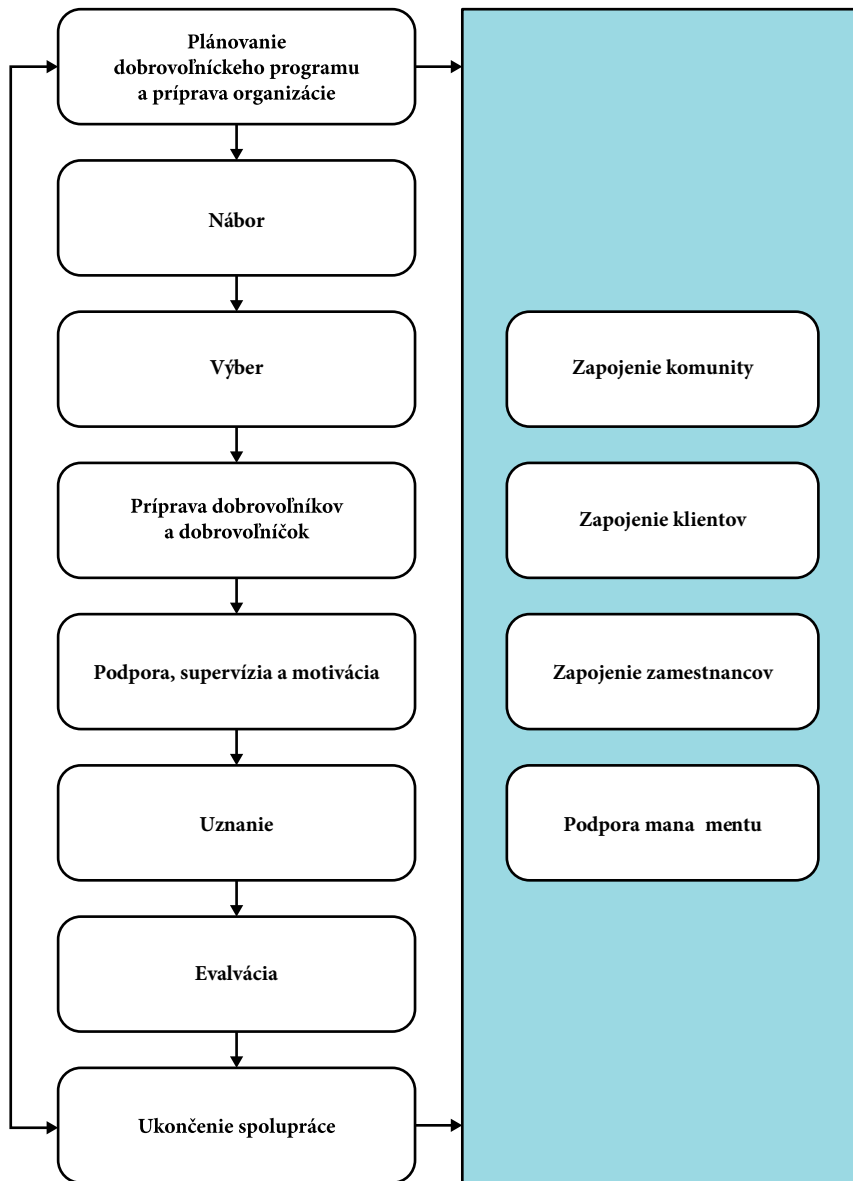 Plánovanie
dobrovoľníckeho programu
a príprava organizácie
Nábor
Výber
Príprava dobrovoľníkov
a dobrovoľníčok
Podpora, supervízia a motivácia
Uznanie
Evalvácia
Ukončenie spolupráce
Zapojenie komunity
Zapojenie klientov
Zapojenie zamestnancov
Podpora mana mentu